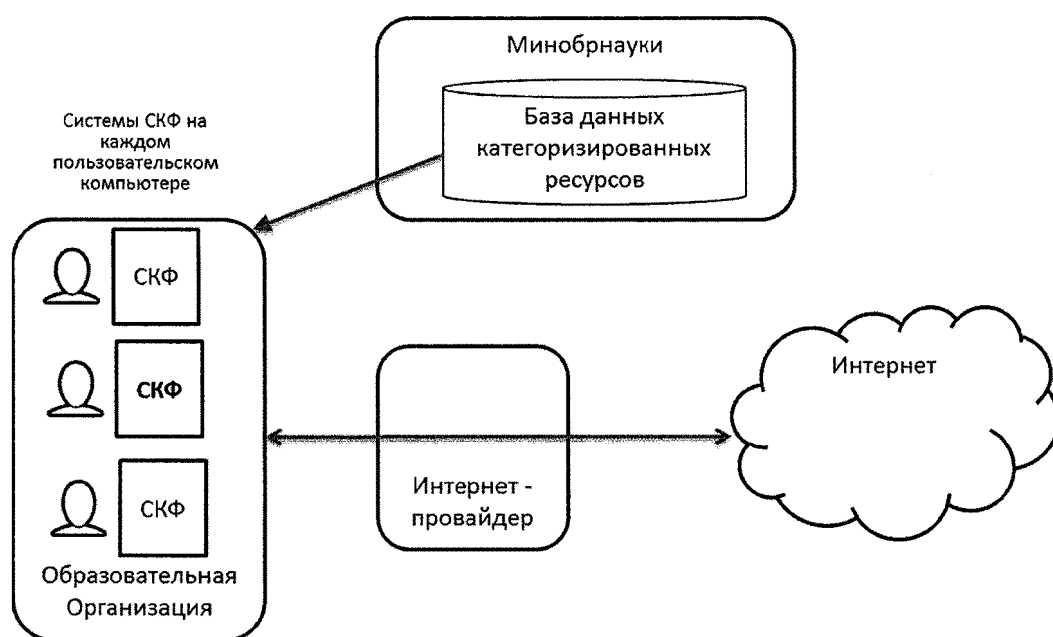 Минобрнауки
База данных
категоризированных
ресурсов
Системы СКФ на
каждом
пользовательском
компьютере
СКФ
СКФ
СКФ
Образовательная
Организация
Интернет -
провайдер
Интернет